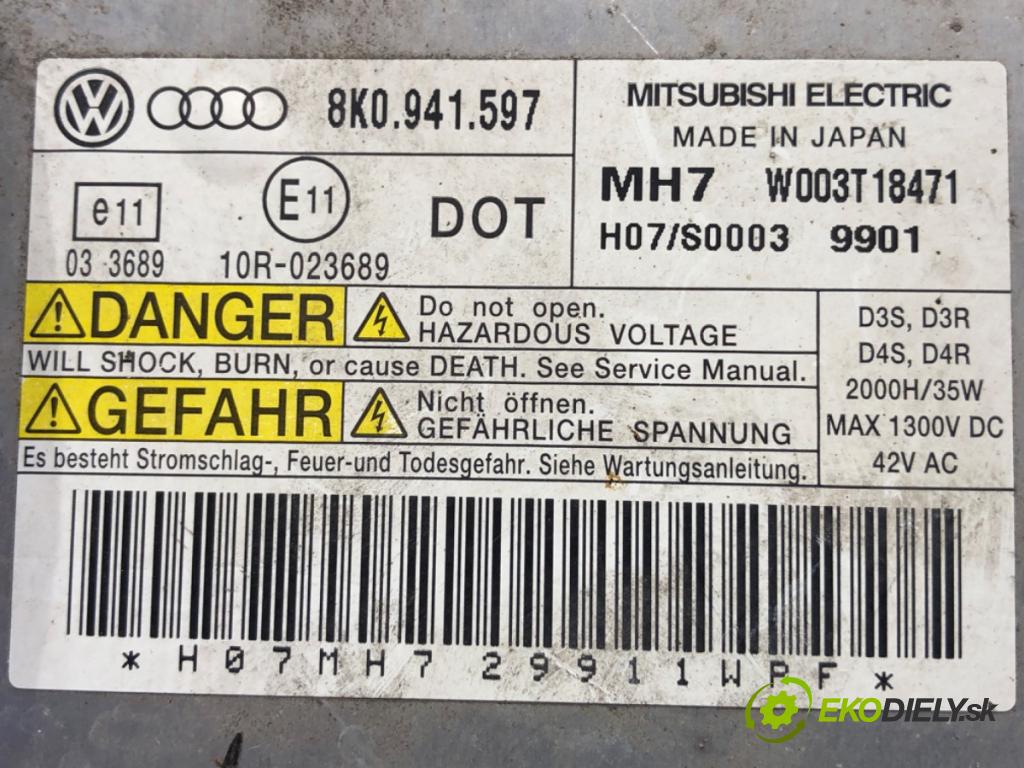 8K0.941.597
MITSUBISHI ELECTRIC
MADE IN JAPAN
MH7 W003T18471
H07/S0003 9901
e11
E11
DOT
03 3689
10R-023689
DANGER
Do not open.
HAZARDOUS VOLTAGE
WILL SHOCK, BURN, or cause DEATH. See Service Manual.
GEFAHR
Nicht öffnen.
GEFÄHRLICHE SPANNUNG
Es besteht Stromschlag-, Feuer-und Todesgefahr. Siehe Wartungsanleitung.
D3S, D3R
D4S, D4R
2000H/35W
MAX 1300V DC
42V AC
*H07MH729911WPF*
EKODIELY.sk